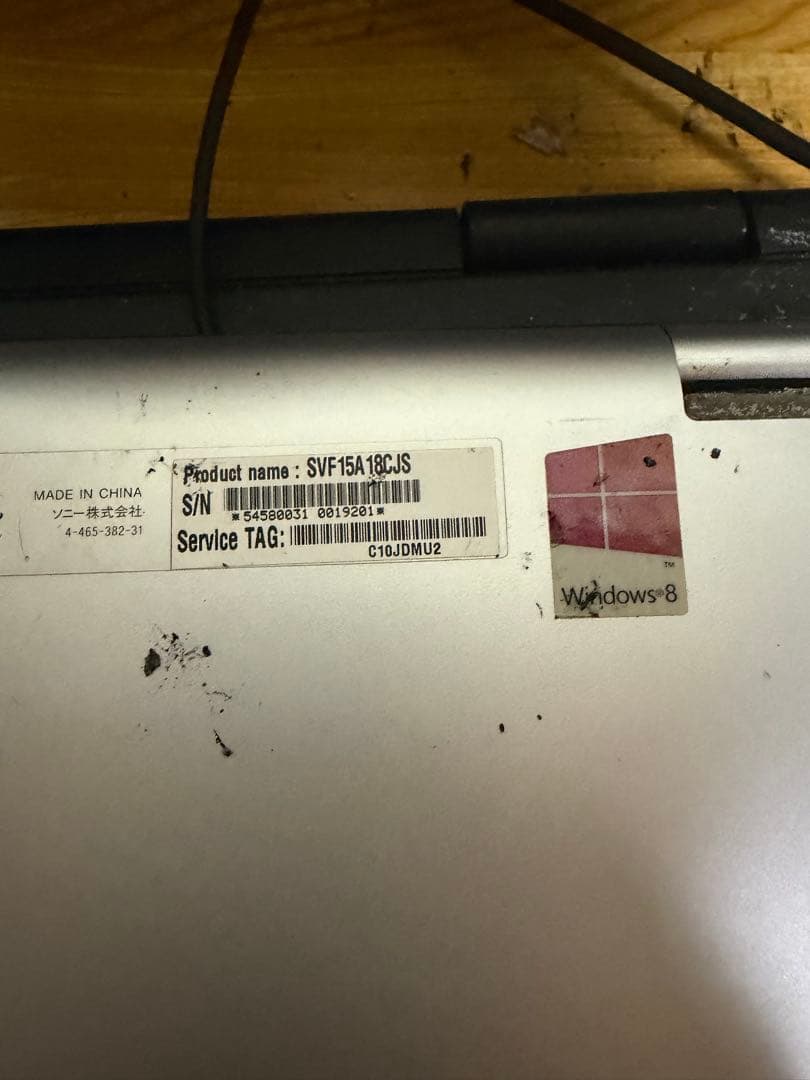 MADE IN CHINA
ソニー株式会社
4-465-382-31
Product name : SVF15A18CJS
S/N
*54580031 0019201*
Service TAG:
C10JDMU2
TM
Windows®8